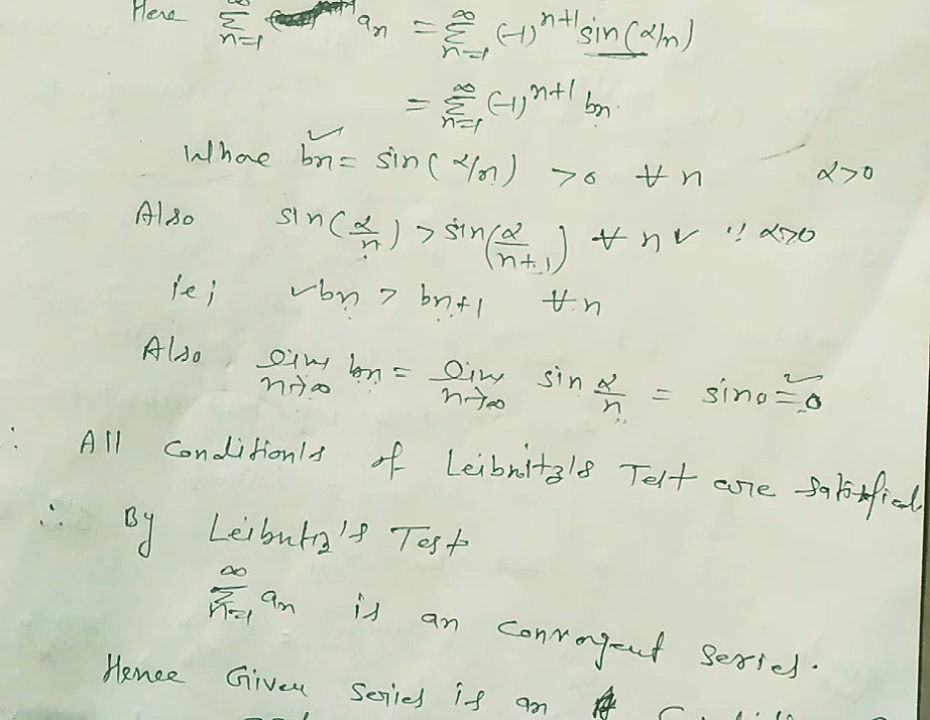 Here ∑_{n=1}^{∞} a_n = ∑_{n=1}^{∞} (-1)^{n+1} sin(α/n)
= ∑_{n=1}^{∞} (-1)^{n+1} b_n.
Where b_n = sin(α/n) > 0 ∀ n α>0
Also sin(α/n) > sin(α/(n+1)) ∀ n ✓ ∵ α>0
i.e; ✓ b_n > b_{n+1} ∀ n
Also lim_{n→∞} b_n = lim_{n→∞} sin α/n = sin 0 = 0
∴ All conditions of Leibnitz's Test are satisfied.
∴ By Leibnitz's Test
∑_{n=1}^{∞} a_n is an convergent series.
Hence Given series is an